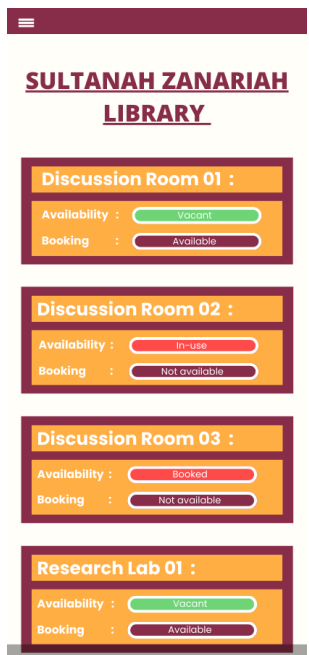 SULTANAH ZANARIAH
LIBRARY
Discussion Room 01 :
Availability : Vacant
Booking : Available
Discussion Room 02 :
Availability : In-use
Booking : Not available
Discussion Room 03 :
Availability : Booked
Booking : Not available
Research Lab 01 :
Availability : Vacant
Booking : Available